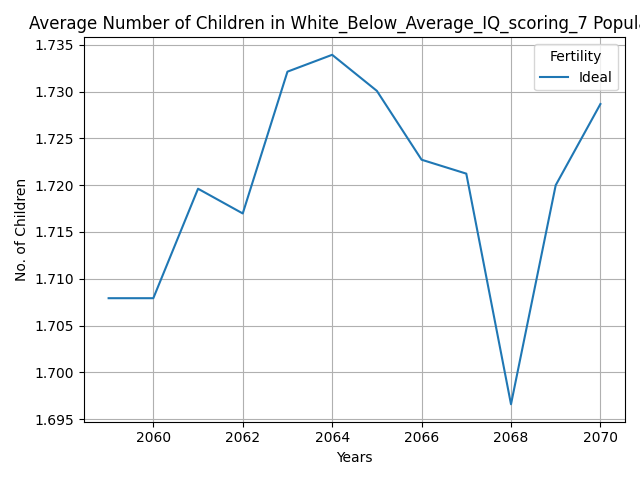 Average Number of Children in White_Below_Average_IQ_scoring_7 Popula
Fertility
Ideal
No. of Children
1.735
1.730
1.725
1.720
1.715
1.710
1.705
1.700
1.695
2060 2062 2064 2066 2068 2070
Years